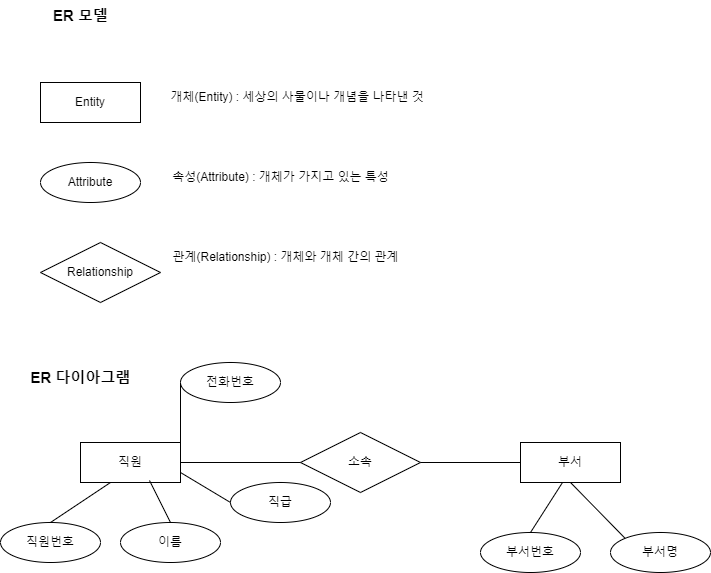 ER 모델
Entity
개체(Entity) : 세상의 사물이나 개념을 나타낸 것
Attribute
속성(Attribute) : 개체가 가지고 있는 특성
Relationship
관계(Relationship) : 개체와 개체 간의 관계
ER 다이아그램
전화번호
직원
소속
부서
직급
직원번호
이름
부서번호
부서명